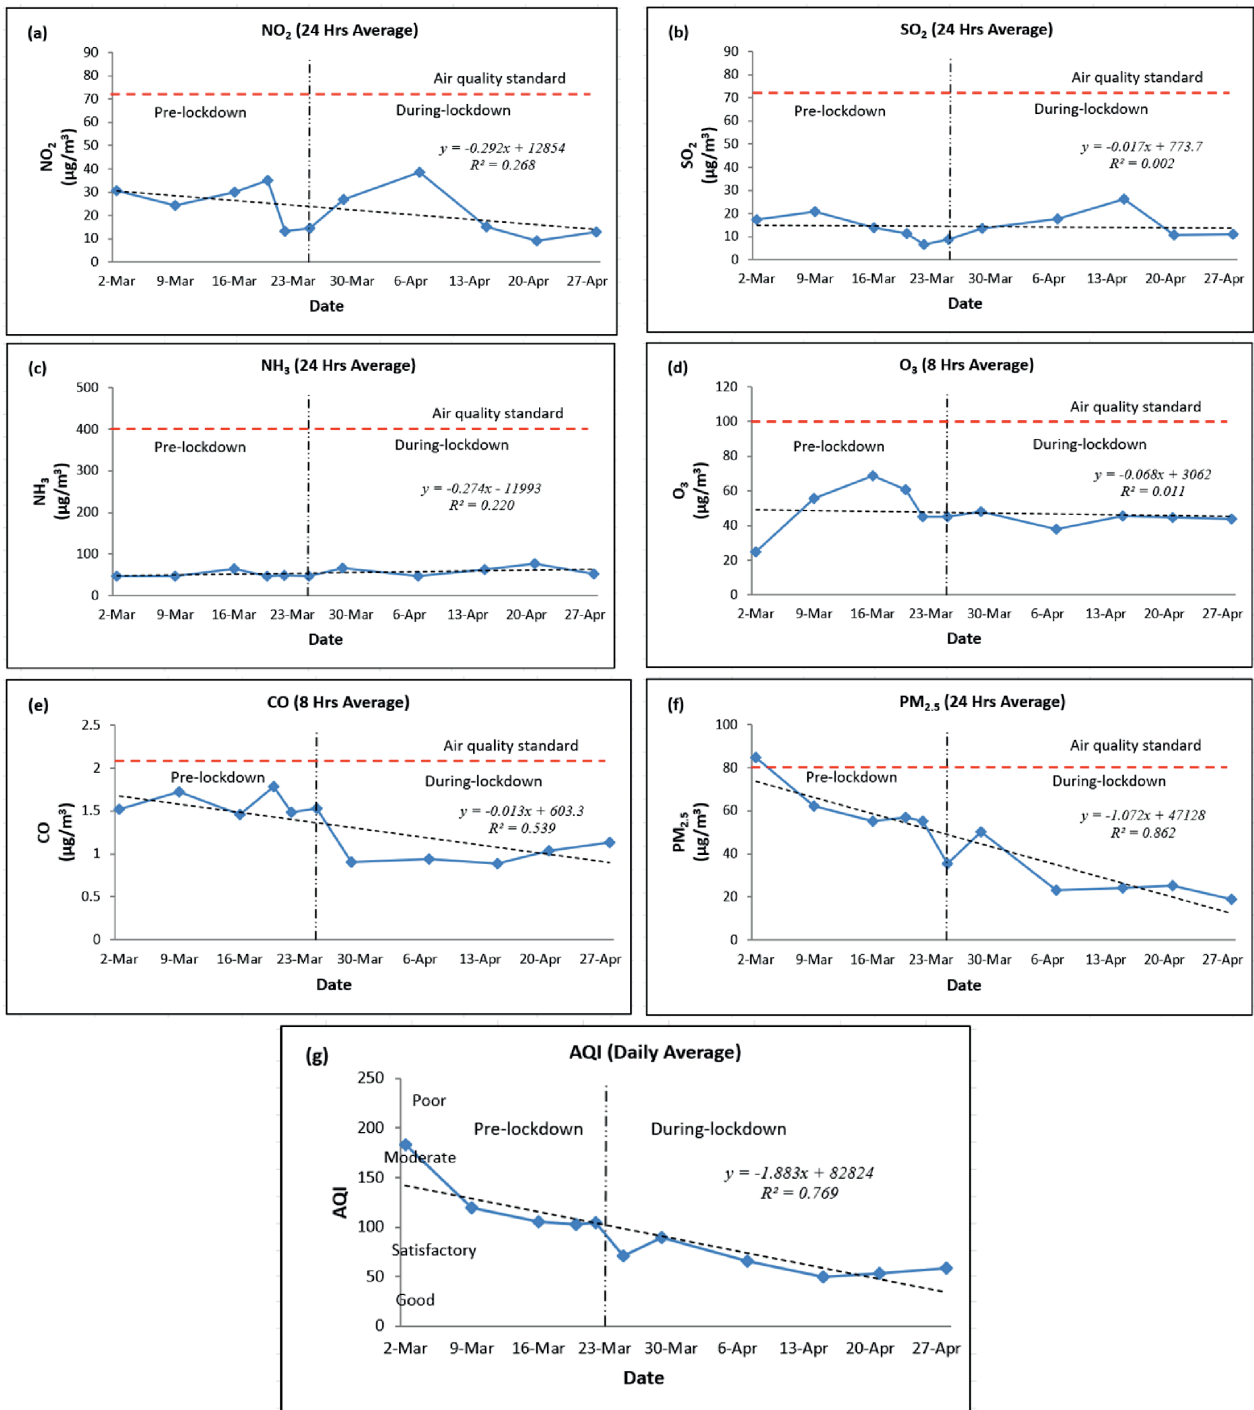 (a)
NO₂ (24 Hrs Average)
90
80
70
60
50
40
30
20
10
0
NO₂
(µg/m³)
Air quality standard
Pre-lockdown
During-lockdown
y = -0.292x + 12854
R² = 0.268
2-Mar 9-Mar 16-Mar 23-Mar 30-Mar 6-Apr 13-Apr 20-Apr 27-Apr
Date
(b)
SO₂ (24 Hrs Average)
90
80
70
60
50
40
30
20
10
0
SO₂
(µg/m³)
Air quality standard
Pre-lockdown
During-lockdown
y = -0.017x + 773.7
R² = 0.002
2-Mar 9-Mar 16-Mar 23-Mar 30-Mar 6-Apr 13-Apr 20-Apr 27-Apr
Date
(c)
NH₃ (24 Hrs Average)
500
400
300
200
100
0
NH₃
(µg/m³)
Air quality standard
Pre-lockdown
During-lockdown
y = -0.274x - 11993
R² = 0.220
2-Mar 9-Mar 16-Mar 23-Mar 30-Mar 6-Apr 13-Apr 20-Apr 27-Apr
Date
(d)
O₃ (8 Hrs Average)
120
100
80
60
40
20
0
O₃
(µg/m³)
Air quality standard
Pre-lockdown
During-lockdown
y = -0.068x + 3062
R² = 0.011
2-Mar 9-Mar 16-Mar 23-Mar 30-Mar 6-Apr 13-Apr 20-Apr 27-Apr
Date
(e)
CO (8 Hrs Average)
2.5
2
1.5
1
0.5
0
CO
(µg/m³)
Air quality standard
Pre-lockdown
During-lockdown
y = -0.013x + 603.3
R² = 0.539
2-Mar 9-Mar 16-Mar 23-Mar 30-Mar 6-Apr 13-Apr 20-Apr 27-Apr
Date
(f)
PM₂.₅ (24 Hrs Average)
100
80
60
40
20
0
PM₂.₅
(µg/m³)
Air quality standard
Pre-lockdown
During-lockdown
y = -1.072x + 47128
R² = 0.862
2-Mar 9-Mar 16-Mar 23-Mar 30-Mar 6-Apr 13-Apr 20-Apr 27-Apr
Date
(g)
AQI (Daily Average)
250
200
150
100
50
0
AQI
Poor
Moderate
Satisfactory
Good
Pre-lockdown
During-lockdown
y = -1.883x + 82824
R² = 0.769
2-Mar 9-Mar 16-Mar 23-Mar 30-Mar 6-Apr 13-Apr 20-Apr 27-Apr
Date